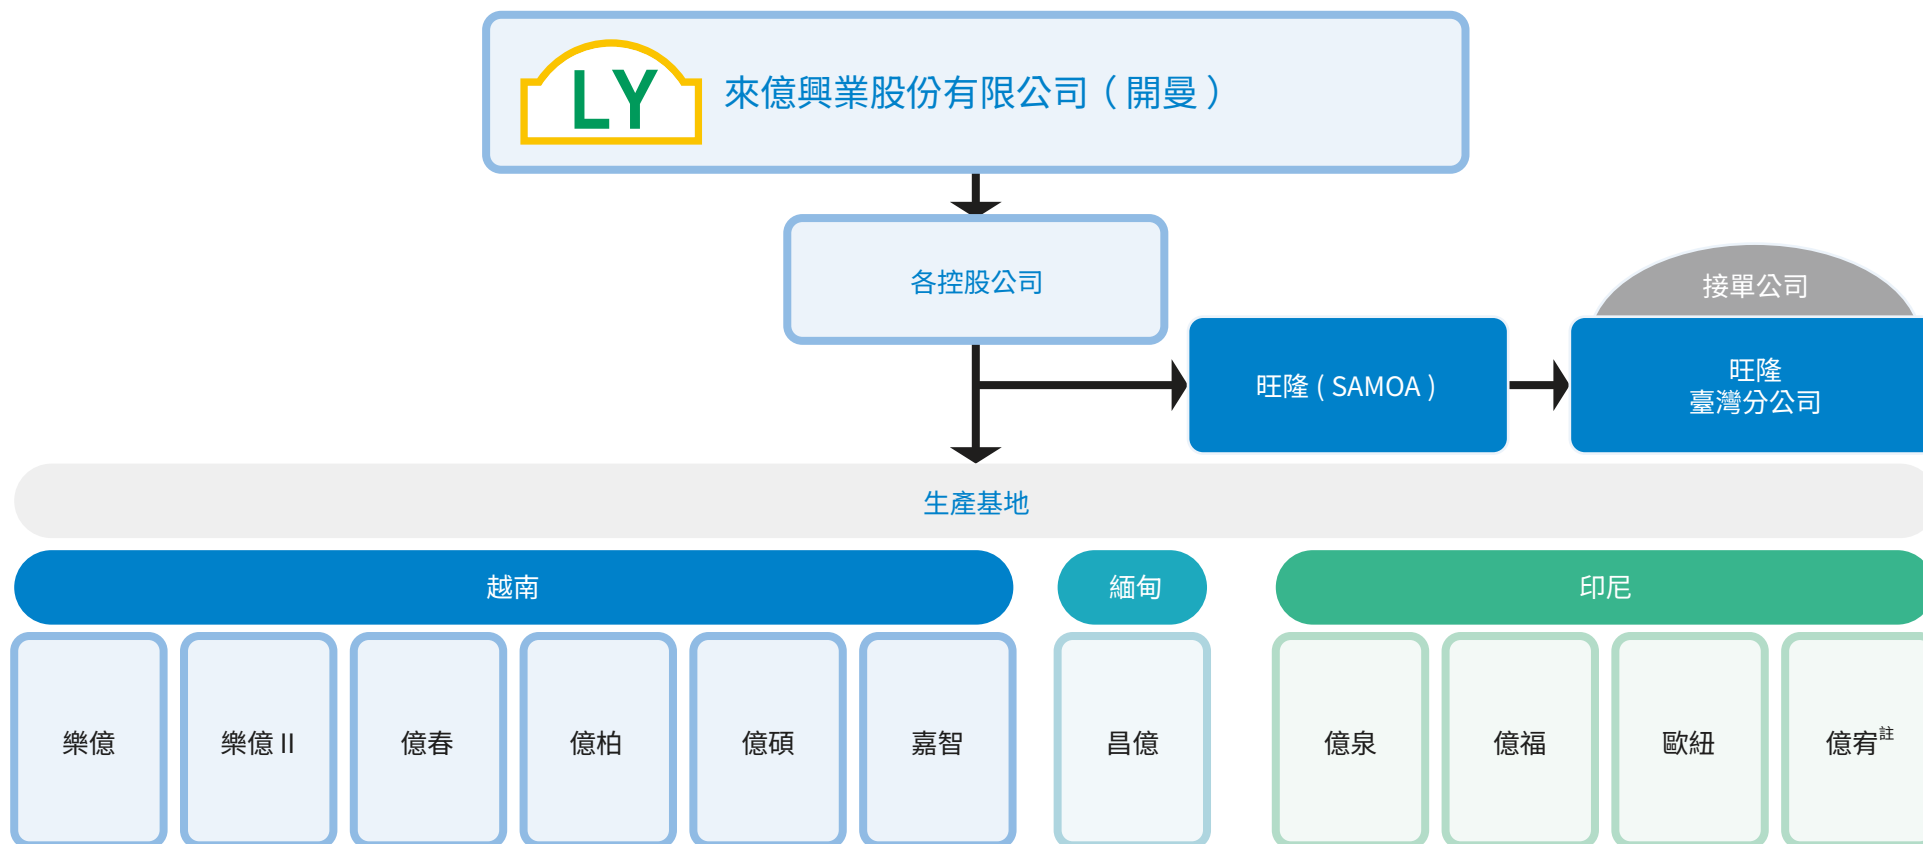 LY
來億興業股份有限公司（開曼）
各控股公司
接單公司
旺隆（SAMOA）
旺隆
臺灣分公司
生產基地
越南
緬甸
印尼
樂億
樂億 II
億春
億柏
億碩
嘉智
昌億
億泉
億福
歐紐
億宥註